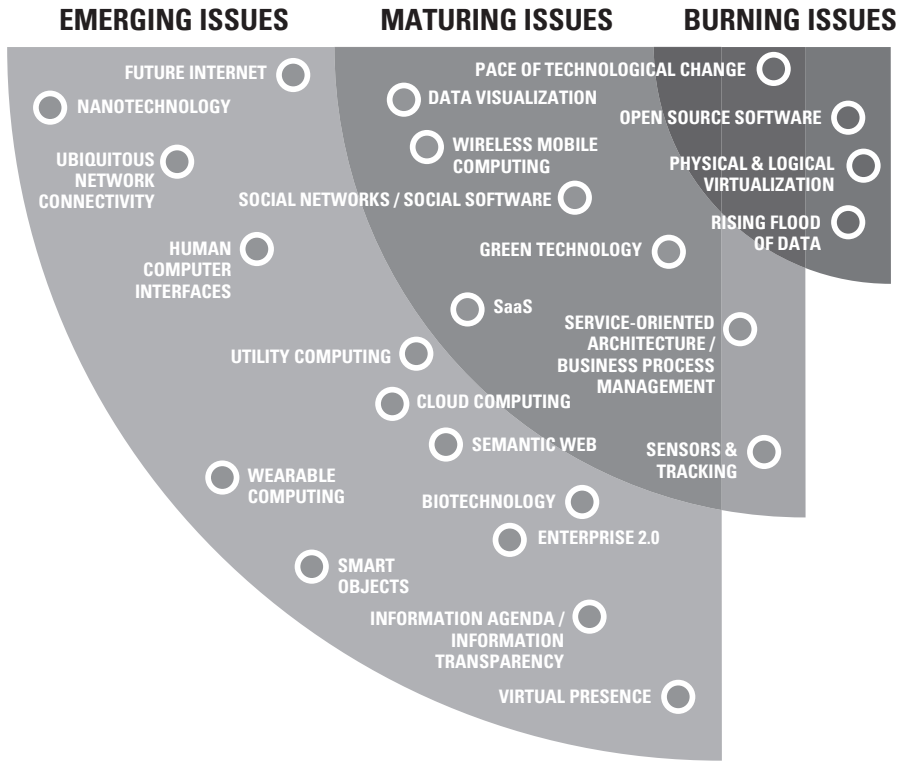 EMERGING ISSUES
MATURING ISSUES
BURNING ISSUES
FUTURE INTERNET
NANOTECHNOLOGY
UBIQUITOUS
NETWORK
CONNECTIVITY
HUMAN
COMPUTER
INTERFACES
UTILITY COMPUTING
CLOUD COMPUTING
SEMANTIC WEB
WEARABLE
COMPUTING
BIOTECHNOLOGY
ENTERPRISE 2.0
SMART
OBJECTS
INFORMATION AGENDA /
INFORMATION
TRANSPARENCY
VIRTUAL PRESENCE
DATA VISUALIZATION
WIRELESS MOBILE
COMPUTING
SOCIAL NETWORKS / SOCIAL SOFTWARE
GREEN TECHNOLOGY
SaaS
SERVICE-ORIENTED
ARCHITECTURE /
BUSINESS PROCESS
MANAGEMENT
SENSORS &
TRACKING
PACE OF TECHNOLOGICAL CHANGE
OPEN SOURCE SOFTWARE
PHYSICAL & LOGICAL
VIRTUALIZATION
RISING FLOOD
OF DATA